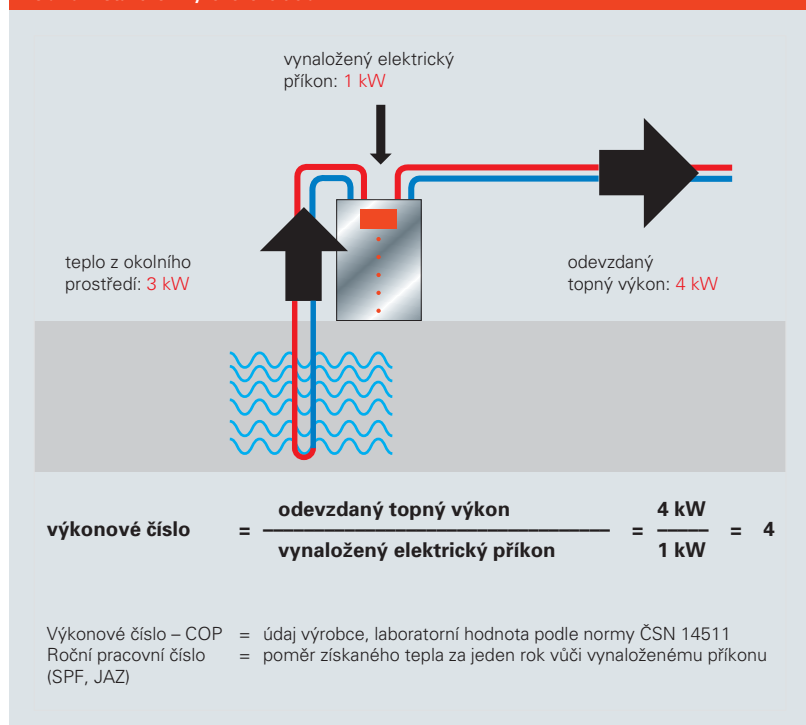 vynaložený elektrický
příkon: 1 kW
teplo z okolního
prostředí: 3 kW
odevzdaný
topný výkon: 4 kW
výkonové číslo = odevzdaný topný výkon = 4 kW = 4
vynaložený elektrický příkon 1 kW
Výkonové číslo – COP = údaj výrobce, laboratorní hodnota podle normy ČSN 14511
Roční pracovní číslo = poměr získaného tepla za jeden rok vůči vynaloženému příkonu
(SPF, JAZ)